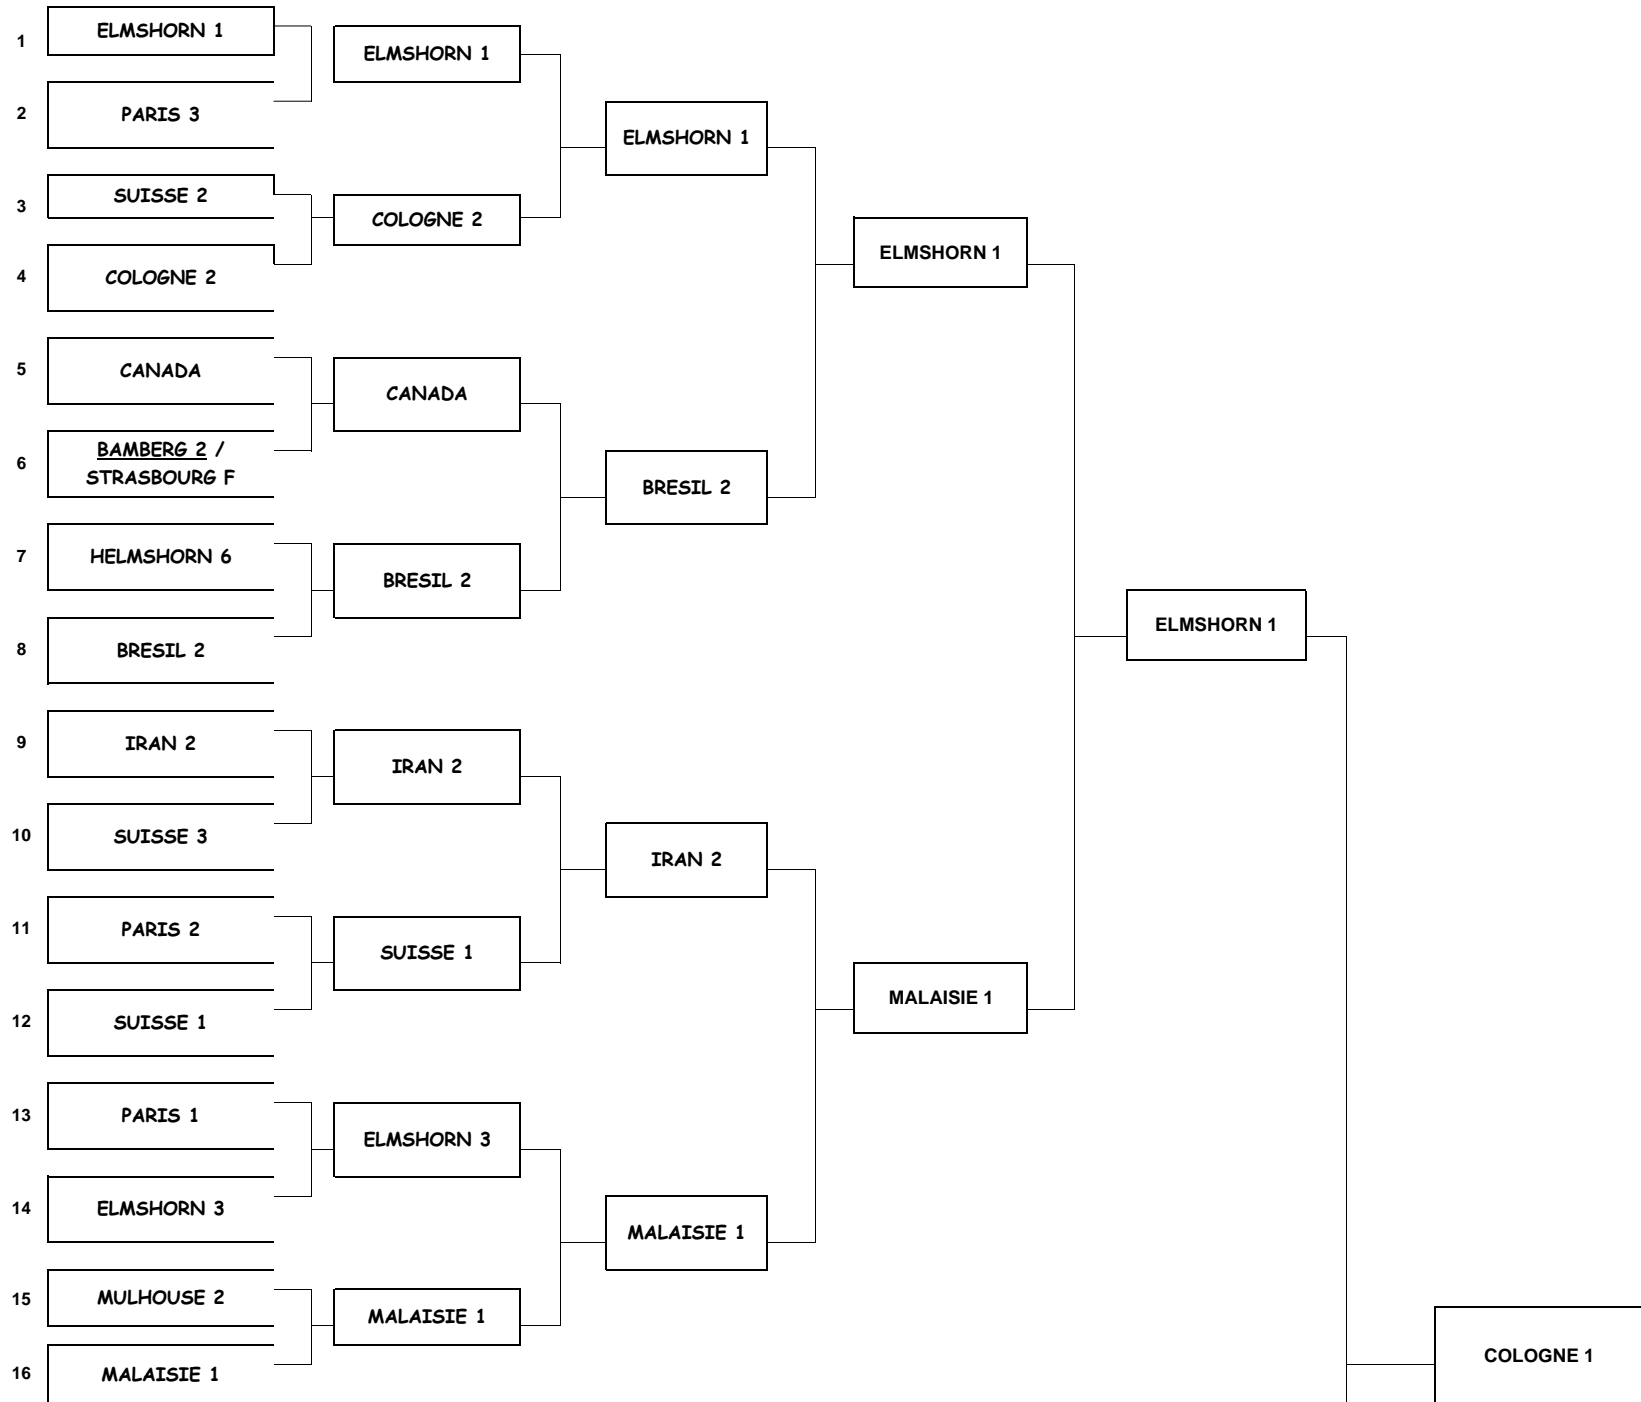 1
ELMSHORN 1
2
PARIS 3
3
SUISSE 2
4
COLOGNE 2
5
CANADA
6
BAMBERG 2 /
STRASBOURG F
7
HELMSHORN 6
8
BRESIL 2
9
IRAN 2
10
SUISSE 3
11
PARIS 2
12
SUISSE 1
13
PARIS 1
14
ELMSHORN 3
15
MULHOUSE 2
16
MALAISIE 1
ELMSHORN 1
COLOGNE 2
CANADA
BRESIL 2
IRAN 2
SUISSE 1
ELMSHORN 3
MALAISIE 1
ELMSHORN 1
BRESIL 2
IRAN 2
MALAISIE 1
ELMSHORN 1
MALAISIE 1
ELMSHORN 1
COLOGNE 1